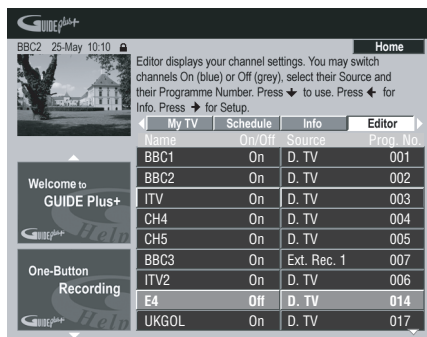 GUIDE plus+
BBC2 25-May 10:10
Home
Editor displays your channel settings. You may switch
channels On (blue) or Off (grey), select their Source and
their Programme Number. Press ↓ to use. Press ← for
Info. Press → for Setup.
My TV Schedule Info Editor
Name On/Off Source Prog. No.
BBC1 On D. TV 001
BBC2 On D. TV 002
ITV On D. TV 003
CH4 On D. TV 004
CH5 On D. TV 005
BBC3 On Ext. Rec. 1 007
ITV2 On D. TV 006
E4 Off D. TV 014
UKGOL On D. TV 017
Welcome to
GUIDE Plus+
GUIDE plus+ Help
One-Button
Recording
GUIDE plus+ Help